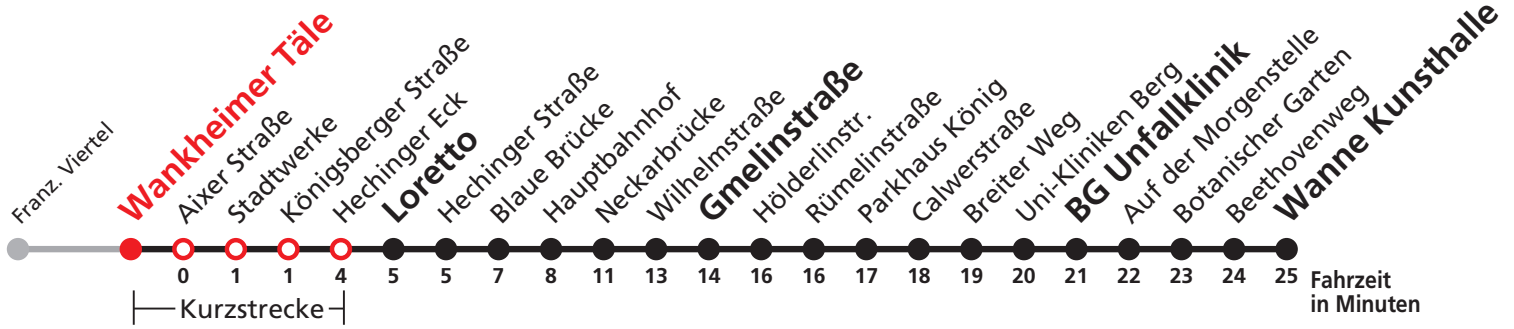 Franz. Viertel
Wankheimer Täle
Aixer Straße
Stadtwerke
Königsberger Straße
Hechinger Eck
Loretto
Hechinger Straße
Blaue Brücke
Hauptbahnhof
Neckarbrücke
Wilhelmstraße
Gmelinstraße
Hölderlinstr.
Rümelinstraße
Parkhaus König
Calwerstraße
Breiter Weg
Uni-Kliniken Berg
BG Unfallklinik
Auf der Morgenstelle
Botanischer Garten
Beethovenweg
Wanne Kunsthalle
0 1 1 4 5 5 7 8 11 13 14 16 16 17 18 19 20 21 22 23 24 25
Fahrzeit
in Minuten
Kurzstrecke